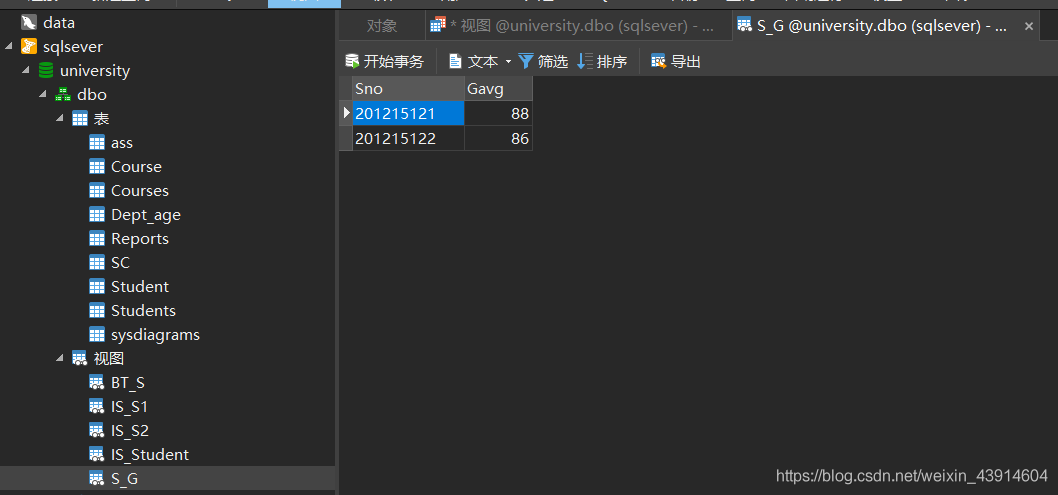 data
sqlsever
university
dbo
表
ass
Course
Courses
Dept_age
Reports
SC
Student
Students
sysdiagrams
视图
BT_S
IS_S1
IS_S2
IS_Student
S_G
对象
* 视图 @university.dbo (sqlsever) - ...
S_G @university.dbo (sqlsever) - ...
开始事务 文本 筛选 排序 导出
Sno Gavg
201215121 88
201215122 86
https://blog.csdn.net/weixin_43914604